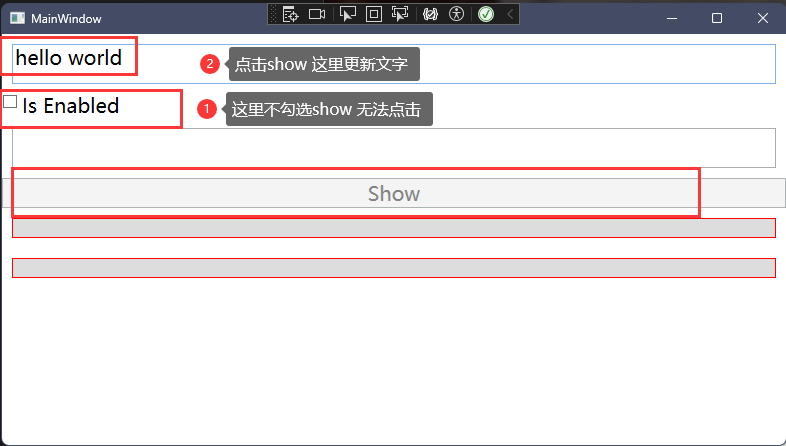 MainWindow
hello world
2 点击show 这里更新文字
Is Enabled
1 这里不勾选show 无法点击
Show